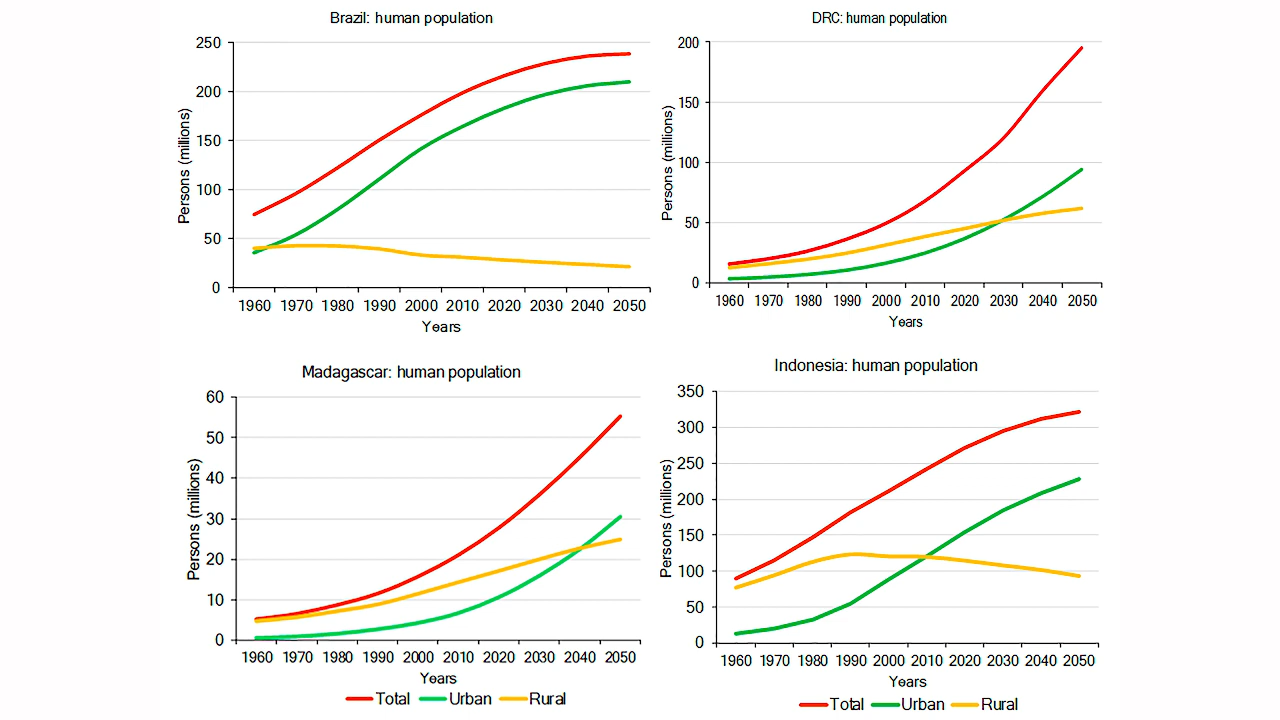 Brazil: human population
250
200
150
100
50
0
Persons (millions)
1960 1970 1980 1990 2000 2010 2020 2030 2040 2050
Years
DRC: human population
200
150
100
50
0
Persons (millions)
1960 1970 1980 1990 2000 2010 2020 2030 2040 2050
Years
Madagascar: human population
60
50
40
30
20
10
0
Persons (millions)
1960 1970 1980 1990 2000 2010 2020 2030 2040 2050
Years
Total Urban Rural
Indonesia: human population
350
300
250
200
150
100
50
0
Persons (millions)
1960 1970 1980 1990 2000 2010 2020 2030 2040 2050
Years
Total Urban Rural